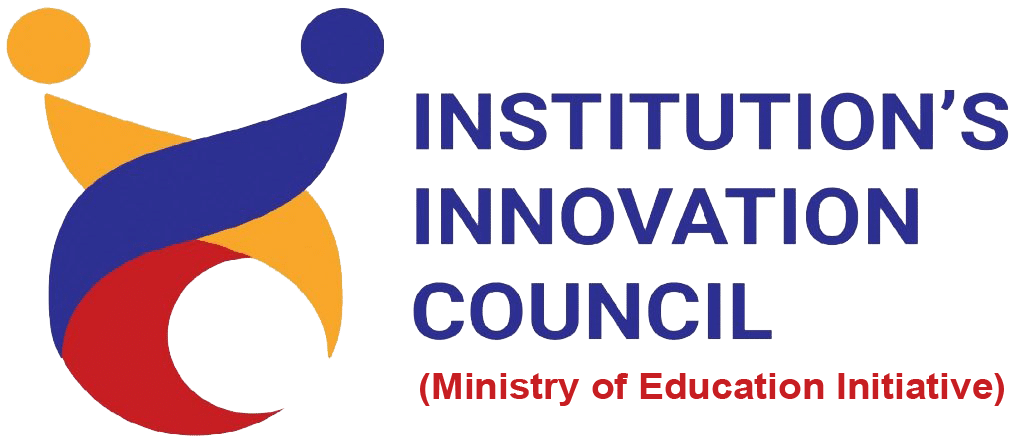 INSTITUTION’S
INNOVATION
COUNCIL
(Ministry of Education Initiative)